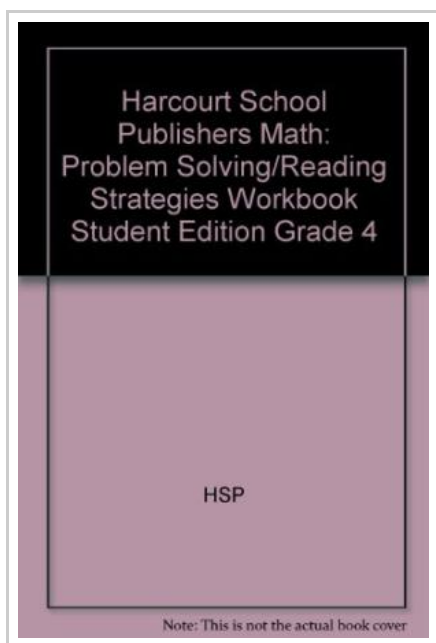 Harcourt School
Publishers Math:
Problem Solving/Reading
Strategies Workbook
Student Edition Grade 4
HSP
Note: This is not the actual book cover